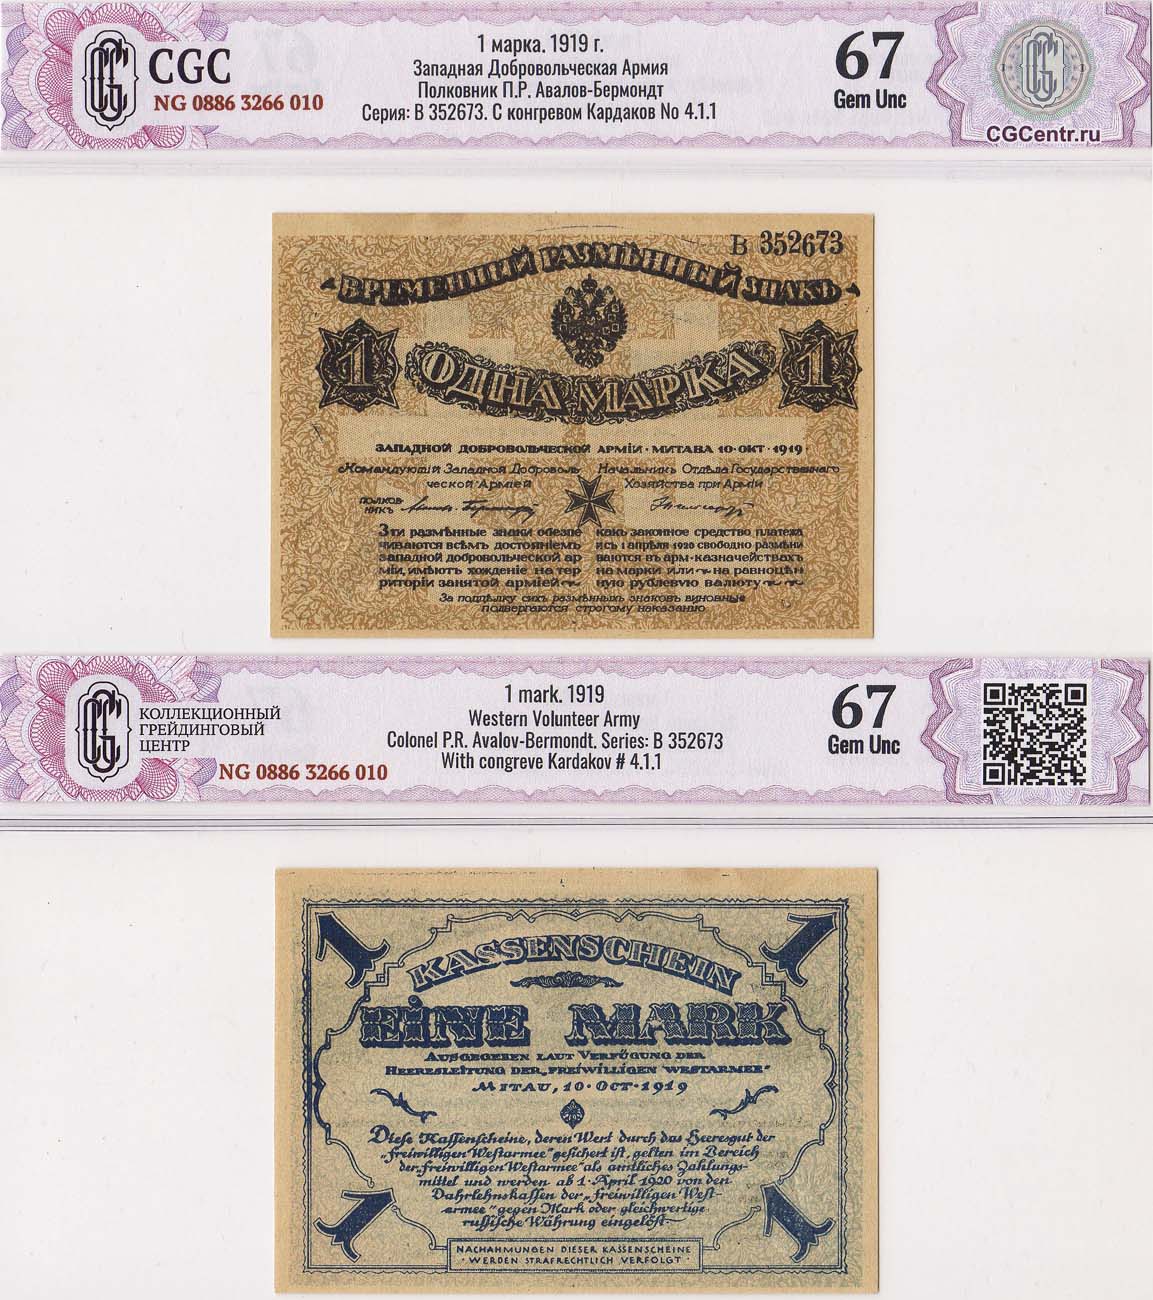 CGC
NG 0886 3266 010
1 марка. 1919 г.
Западная Добровольческая Армия
Полковник П.Р. Авалов-Бермондт
Серия: В 352673. С конгревом Кардаков No 4.1.1
67
Gem Unc
CGCentr.ru
В 352673
ВРЕМЕННЫЙ РАЗМѢННЫЙ ЗНАКЪ
1
ОДНА МАРКА
1
ЗАПАДНОЙ ДОБРОВОЛЬЧЕСКОЙ АРМІИ · МИТАВА 10·ОКТ·1919
Командующій Западной Доброволь
ческой Арміей
полков-
никъ
Начальникъ Отдѣла Государственнаго
Хозяйства при Арміи
Эти размѣнные знаки обезпе
чиваются всѣмъ достояніемъ
западной добровольческой ар
міи, имѣютъ хожденіе на тер
риторіи занятой арміей
какъ законное средство платежа
и съ 1 апрѣля 1920 свободно размѣни
ваются въ арм·казначействахъ
на марки или на равноцѣн
ную рублевую валюту
За поддѣлку сихъ размѣнныхъ знаковъ виновные
подвергаются строгому наказанію
КОЛЛЕКЦИОННЫЙ
ГРЕЙДИНГОВЫЙ
ЦЕНТР
NG 0886 3266 010
1 mark. 1919
Western Volunteer Army
Colonel P.R. Avalov-Bermondt. Series: B 352673
With congreve Kardakov # 4.1.1
67
Gem Unc
1
1
KASSENSCHEIN
EINE MARK
AUSGEGEBEN LAUT VERFÜGUNG DER
HEERESLEITUNG DER „FREIWILLIGEN WESTARMEE"
MITAU, 10·OCT·1919
Diese Kassenscheine, deren Wert durch das Heeresgut der
„freiwilligen Westarmee" gesichert ist, gelten im Bereich
der „freiwilligen Westarmee" als amtliches Zahlungs-
mittel und werden ab 1·April 1920 von den
Dahrlehnskassen der „freiwilligen West-
armee" gegen Mark oder gleichwertige
russische Währung eingelöst
1
1
NACHAHMUNGEN DIESER KASSENSCHEINE
·WERDEN STRAFRECHTLICH VERFOLGT·